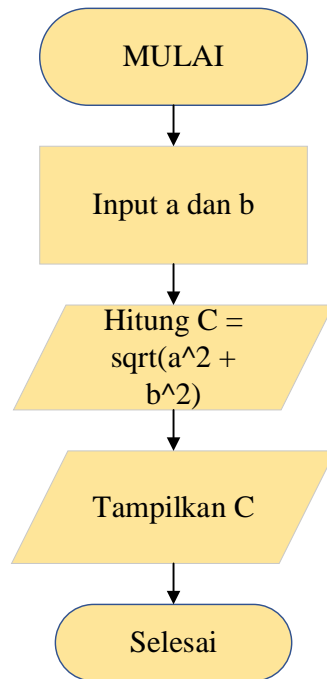 MULAI
Input a dan b
Hitung C =
sqrt(a^2 +
b^2)
Tampilkan C
Selesai